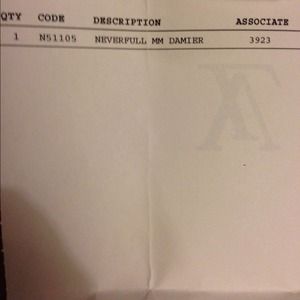 QTY CODE DESCRIPTION ASSOCIATE
1 N51105 NEVERFULL MM DAMIER 3923